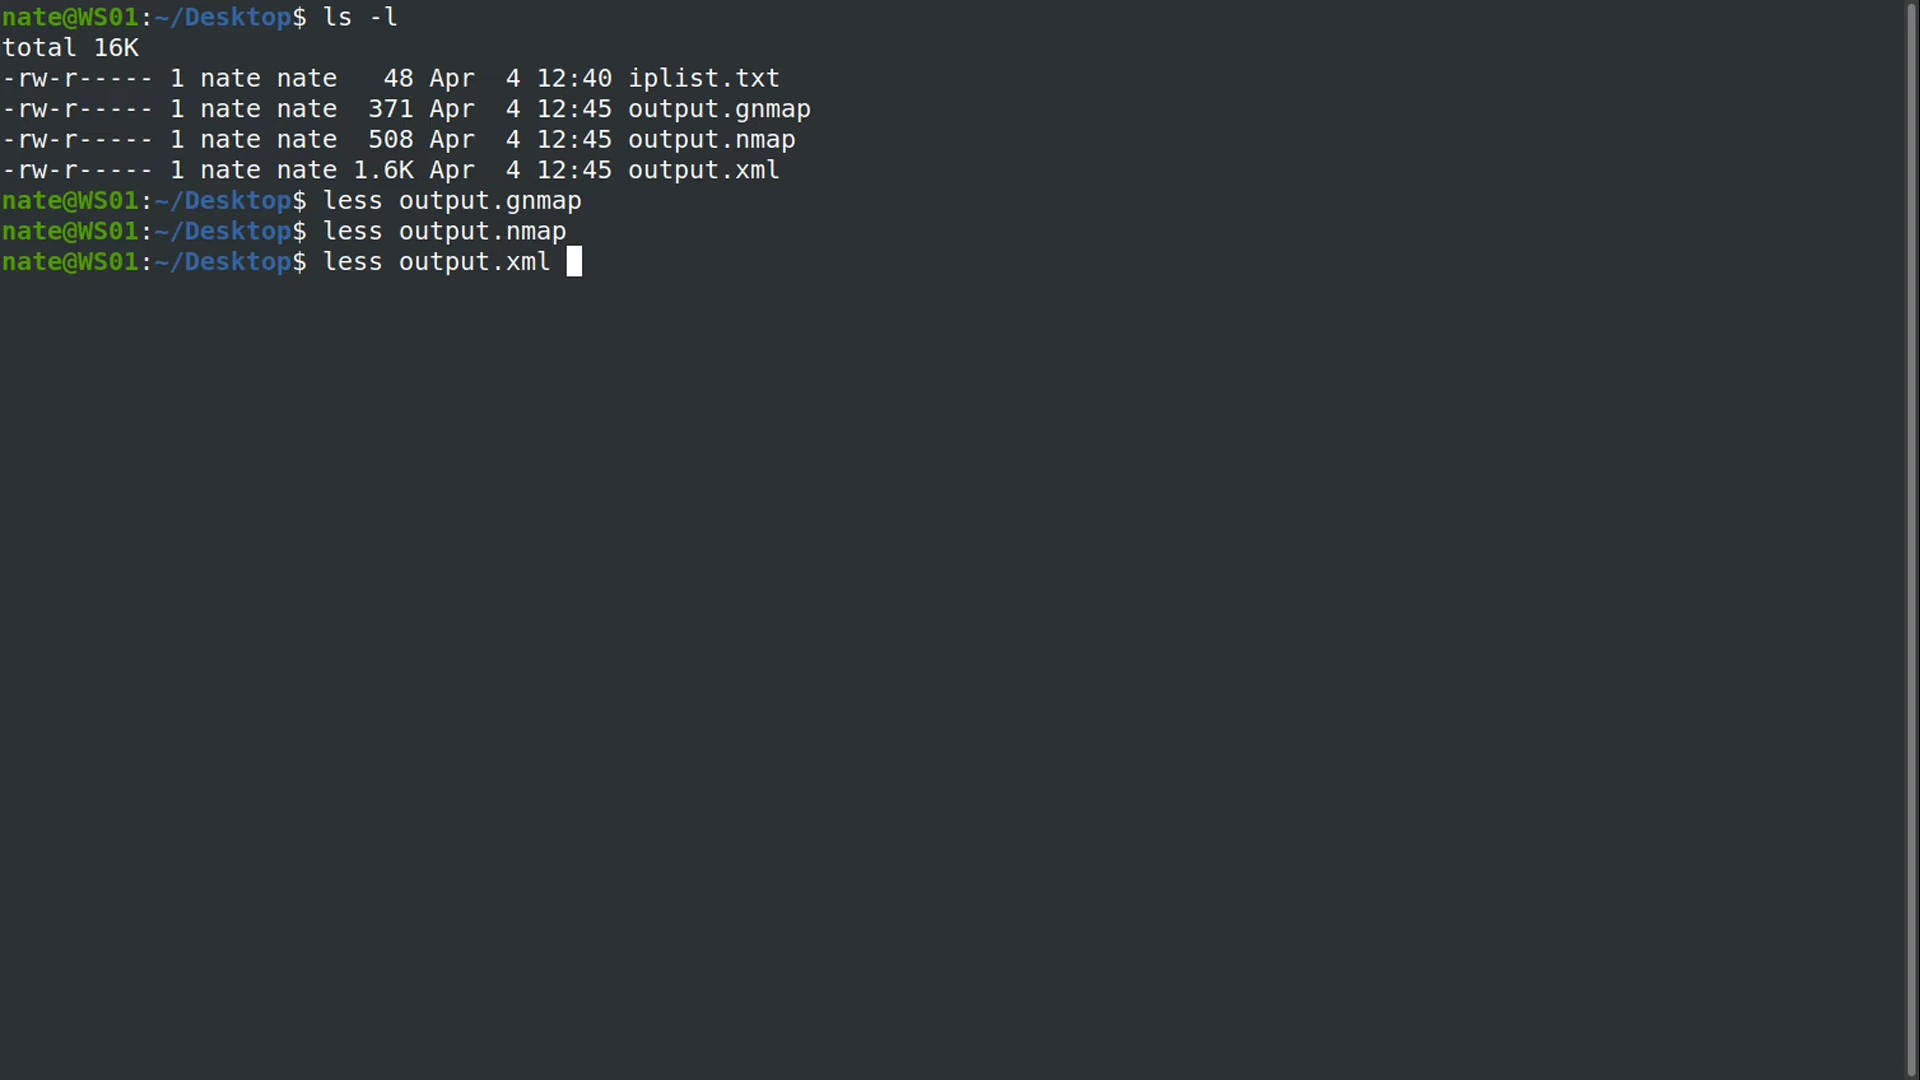 nate@WS01:~/Desktop$ ls -l
total 16K
-rw-r----- 1 nate nate   48 Apr  4 12:40 iplist.txt
-rw-r----- 1 nate nate  371 Apr  4 12:45 output.gnmap
-rw-r----- 1 nate nate  508 Apr  4 12:45 output.nmap
-rw-r----- 1 nate nate 1.6K Apr  4 12:45 output.xml
nate@WS01:~/Desktop$ less output.gnmap
nate@WS01:~/Desktop$ less output.nmap
nate@WS01:~/Desktop$ less output.xml